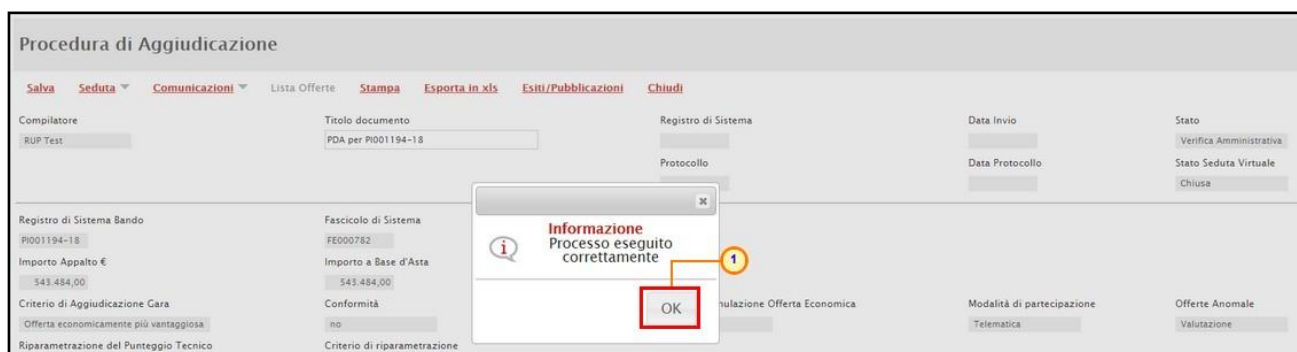 Procedura di Aggiudicazione
Salva Seduta Comunicazioni Lista Offerte Stampa Esporta in xls Esiti/Pubblicazioni Chiudi
Compilatore Titolo documento Registro di Sistema Data Invio Stato
RUP Test PDA per PI001194-18 Verifica Amministrativa
Protocollo Data Protocollo Stato Seduta Virtuale
Chiusa
Informazione
Processo eseguito
correttamente
1
OK
Registro di Sistema Bando Fascicolo di Sistema
PI001194-18 FE000782
Importo Appalto € Importo a Base d'Asta
543.484,00 543.484,00
Criterio di Aggiudicazione Gara Conformità Offerta Economica Modalità di partecipazione Offerte Anomale
Offerta economicamente più vantaggiosa no Telematica Valutazione
Riparametrazione del Punteggio Tecnico Criterio di riparametrazione